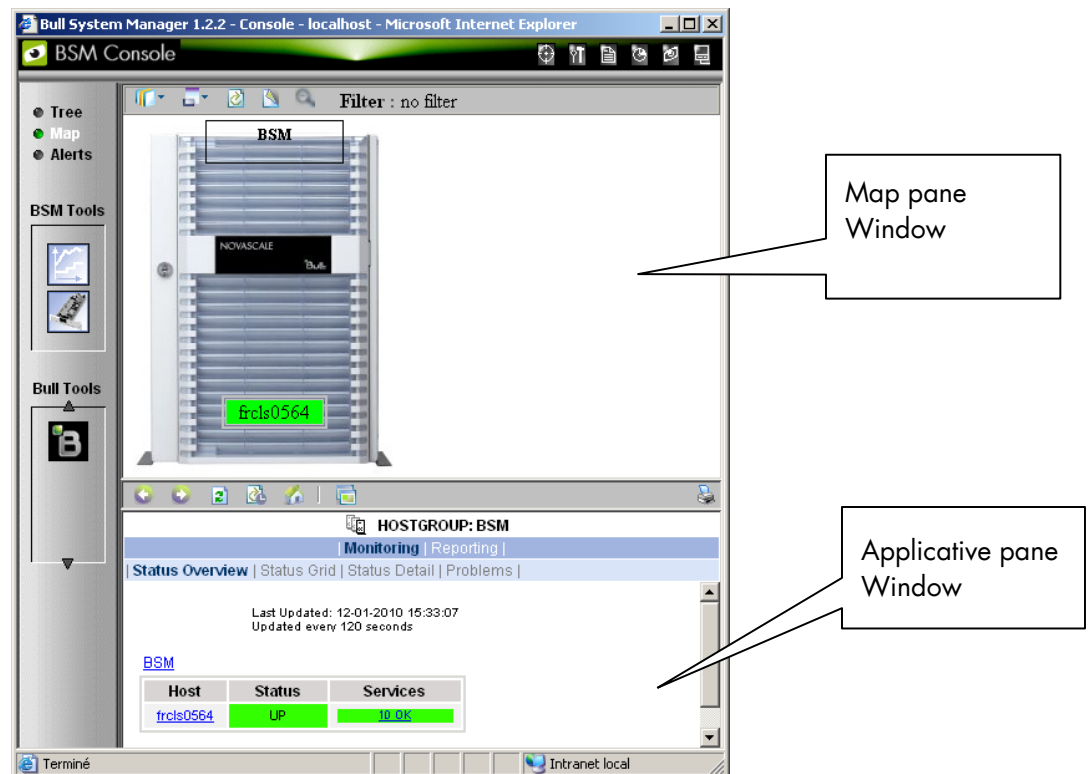 Bull System Manager 1.2.2 - Console - localhost - Microsoft Internet Explorer
BSM Console
Tree
Map
Alerts
BSM Tools
Bull Tools
B
Filter : no filter
BSM
NOVASCALE
Bull
frcls0564
HOSTGROUP: BSM
| Monitoring | Reporting |
| Status Overview | Status Grid | Status Detail | Problems |
Last Updated: 12-01-2010 15:33:07
Updated every 120 seconds
BSM
Host Status Services
frcls0564 UP 10 OK
Terminé Intranet local
Map pane
Window
Applicative pane
Window